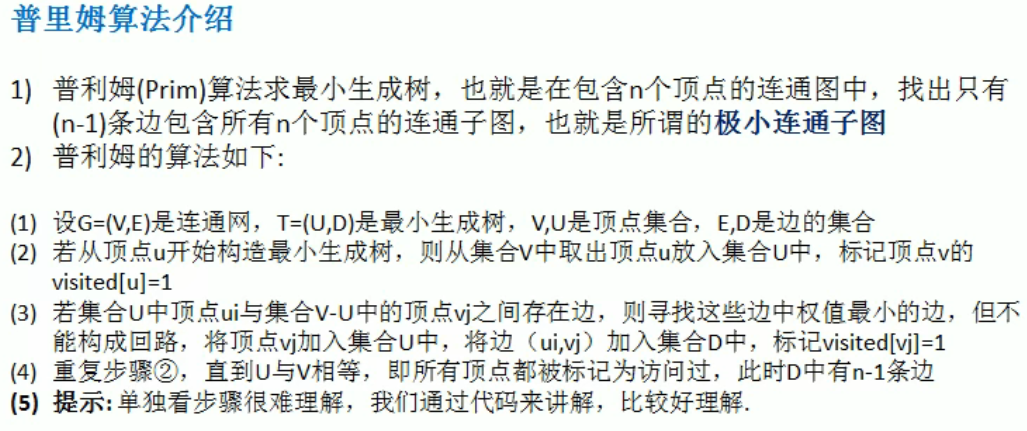 普里姆算法介绍
1) 普利姆(Prim)算法求最小生成树，也就是在包含n个顶点的连通图中，找出只有
(n-1)条边包含所有n个顶点的连通子图，也就是所谓的极小连通子图
2) 普利姆的算法如下:
(1) 设G=(V,E)是连通网，T=(U,D)是最小生成树，V,U是顶点集合，E,D是边的集合
(2) 若从顶点u开始构造最小生成树，则从集合V中取出顶点u放入集合U中，标记顶点v的
visited[u]=1
(3) 若集合U中顶点ui与集合V-U中的顶点vj之间存在边，则寻找这些边中权值最小的边，但不
能构成回路，将顶点vj加入集合U中，将边（ui,vj）加入集合D中，标记visited[vj]=1
(4) 重复步骤②，直到U与V相等，即所有顶点都被标记为访问过，此时D中有n-1条边
(5) 提示: 单独看步骤很难理解，我们通过代码来讲解，比较好理解.